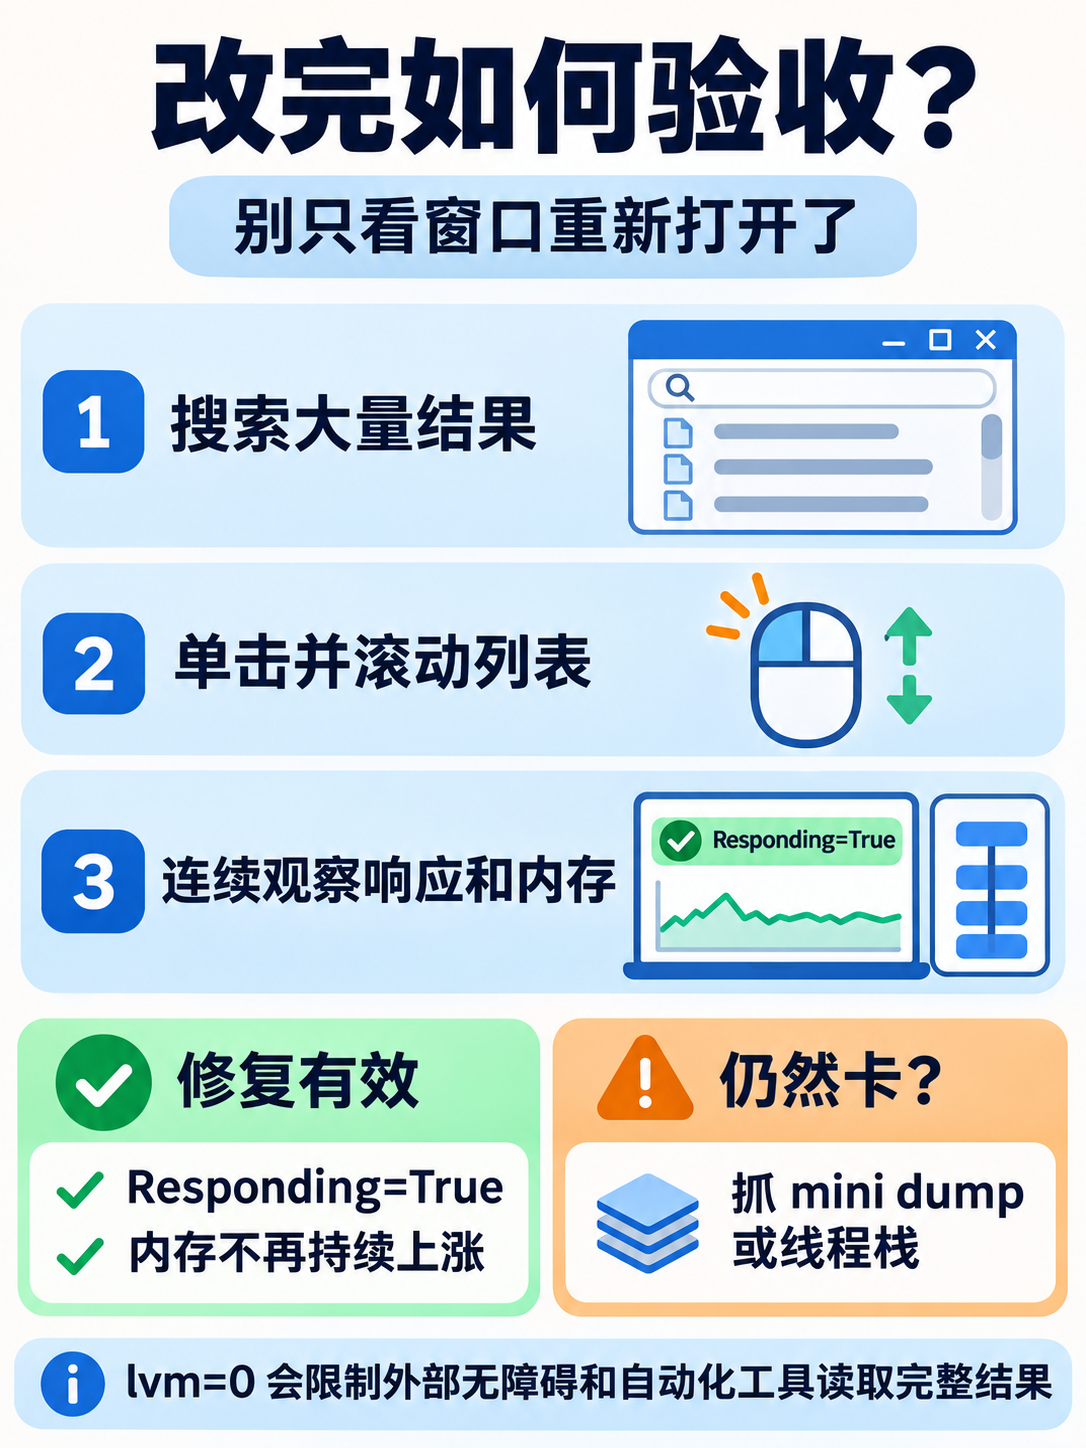 改完如何验收？
别只看窗口重新打开了
1 搜索大量结果
2 单击并滚动列表
3 连续观察响应和内存
Responding=True
修复有效
Responding=True
内存不再持续上涨
仍然卡？
抓 mini dump
或线程栈
lvm=0 会限制外部无障碍和自动化工具读取完整结果